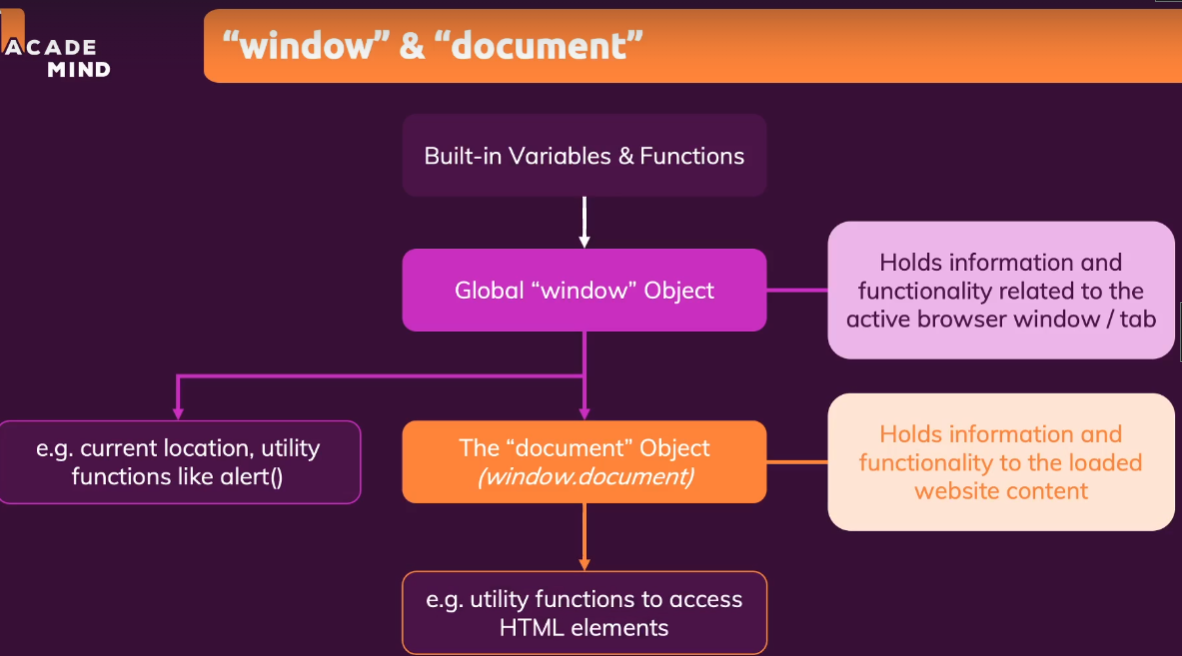 ACADE
MIND
“window” & “document”
Built-in Variables & Functions
Global “window” Object
Holds information and
functionality related to the
active browser window / tab
e.g. current location, utility
functions like alert()
The “document” Object
(window.document)
Holds information and
functionality to the loaded
website content
e.g. utility functions to access
HTML elements